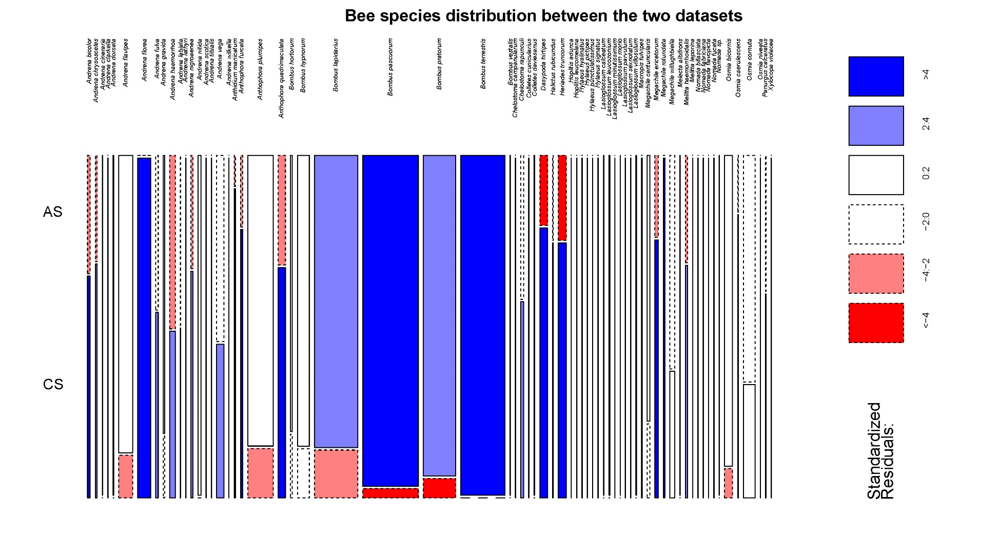 Bee species distribution between the two datasets
Andrena bicolor
Andrena chrysosceles
Andrena cineraria
Andrena clarkella
Andrena dorsata
Andrena flavipes
Andrena florea
Andrena fulva
Andrena gravida
Andrena haemorrhoa
Andrena labiata
Andrena lathyri
Andrena nigroaenea
Andrena nitida
Andrena scotica
Andrena tibialis
Andrena vaga
Andrena wilkella
Anthidium manicatum
Anthophora furcata
Anthophora plumipes
Anthophora quadrimaculata
Bombus hortorum
Bombus hypnorum
Bombus lapidarius
Bombus pascuorum
Bombus pratorum
Bombus terrestris
Bombus vestalis
Chelostoma campanularum
Chelostoma rapunculi
Colletes cunicularius
Colletes daviesanus
Dasypoda hirtipes
Halictus rubicundus
Heriades truncorum
Hoplitis adunca
Hoplitis leucomelana
Hylaeus hyalinatus
Hylaeus pictipes
Hylaeus punctulatissimus
Hylaeus signatus
Lasioglossum calceatum
Lasioglossum leucozonium
Lasioglossum minutissimum
Lasioglossum morio
Lasioglossum parvulum
Lasioglossum sexnotatum
Lasioglossum villosulum
Macropis fulvipes
Megachile centuncularis
Megachile ericetorum
Megachile rotundata
Megachile willughbiella
Melecta albifrons
Melitta haemorrhoidalis
Melitta leporina
Nomada bifasciata
Nomada fabriciana
Nomada flavopicta
Nomada fucata
Nomada sp.
Osmia bicornis
Osmia caerulescens
Osmia cornuta
Osmia niveata
Panurgus calcaratus
Xylocopa violacea
AS
CS
>4
2:4
0:2
−2:0
−4:−2
<−4
Standardized
Residuals: